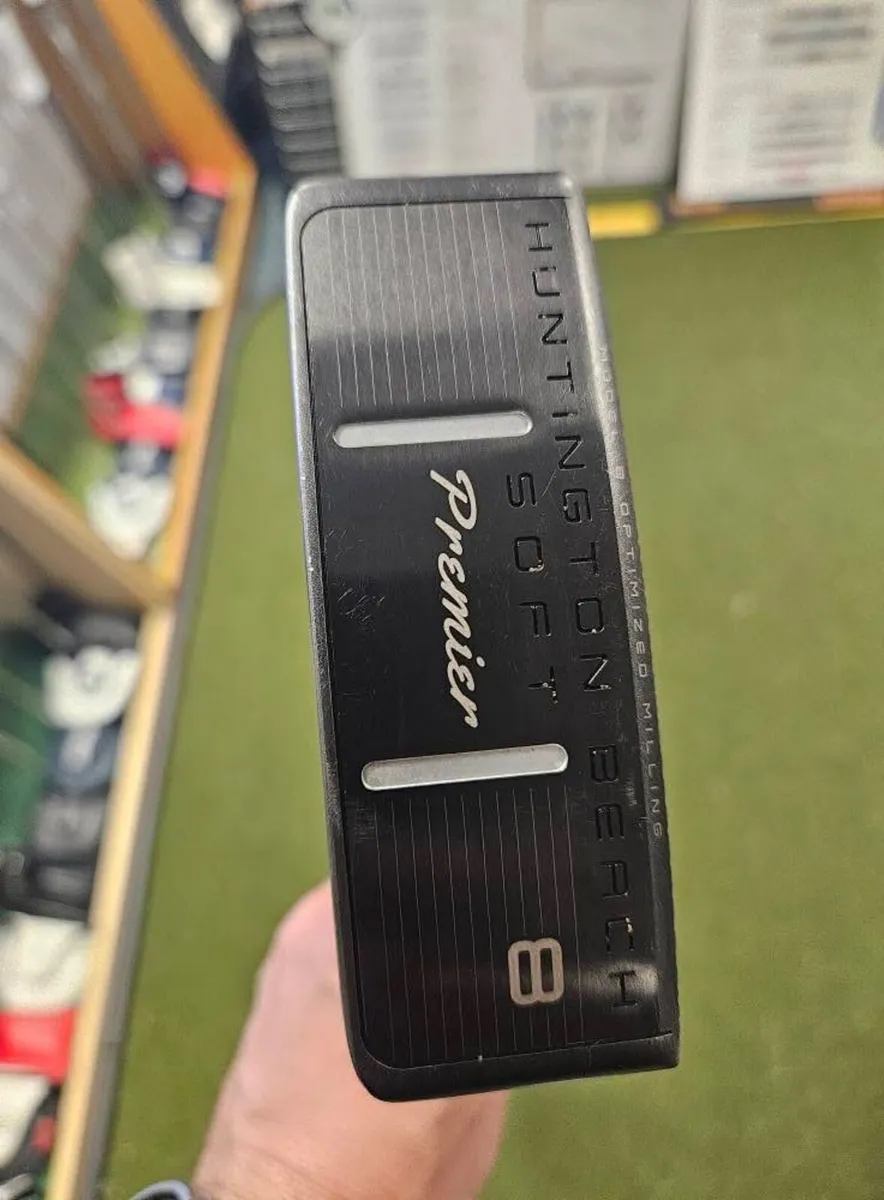 HUNTINGTON BEACH
SOFT
Premier
8
OPTIMIZED MILLING